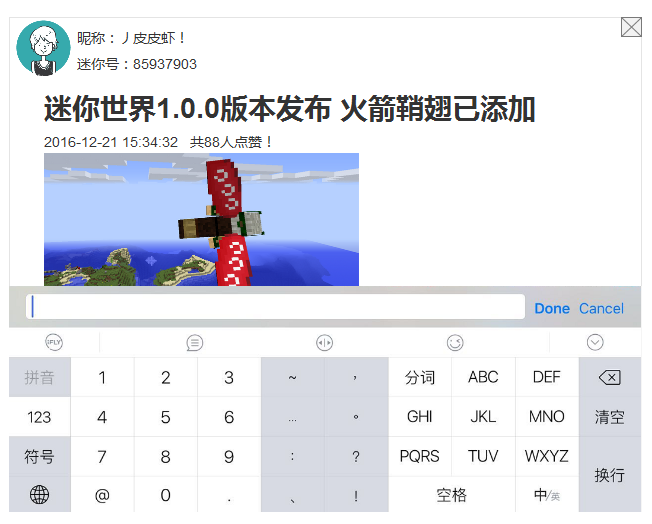 昵称：丿皮皮虾！
迷你号：85937903
迷你世界1.0.0版本发布 火箭鞘翅已添加
2016-12-21 15:34:32 共88人点赞！
Done Cancel
iFLY
拼音 1 2 3 ~ ， 分词 ABC DEF
123 4 5 6 … 。 GHI JKL MNO 清空
符号 7 8 9 : ? PQRS TUV WXYZ 换行
@ 0 . 、 ! 空格 中/英